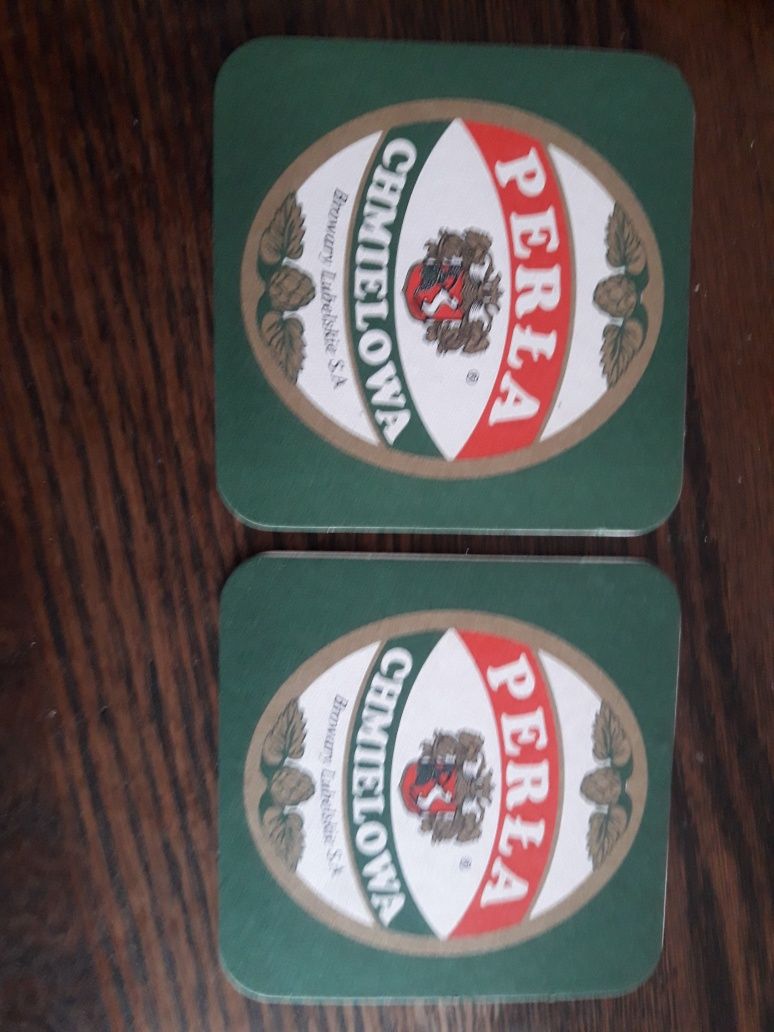 PERŁA
®
CHMIELOWA
Browary Lubelskie S.A
PERŁA
®
CHMIELOWA
Browary Lubelskie S.A